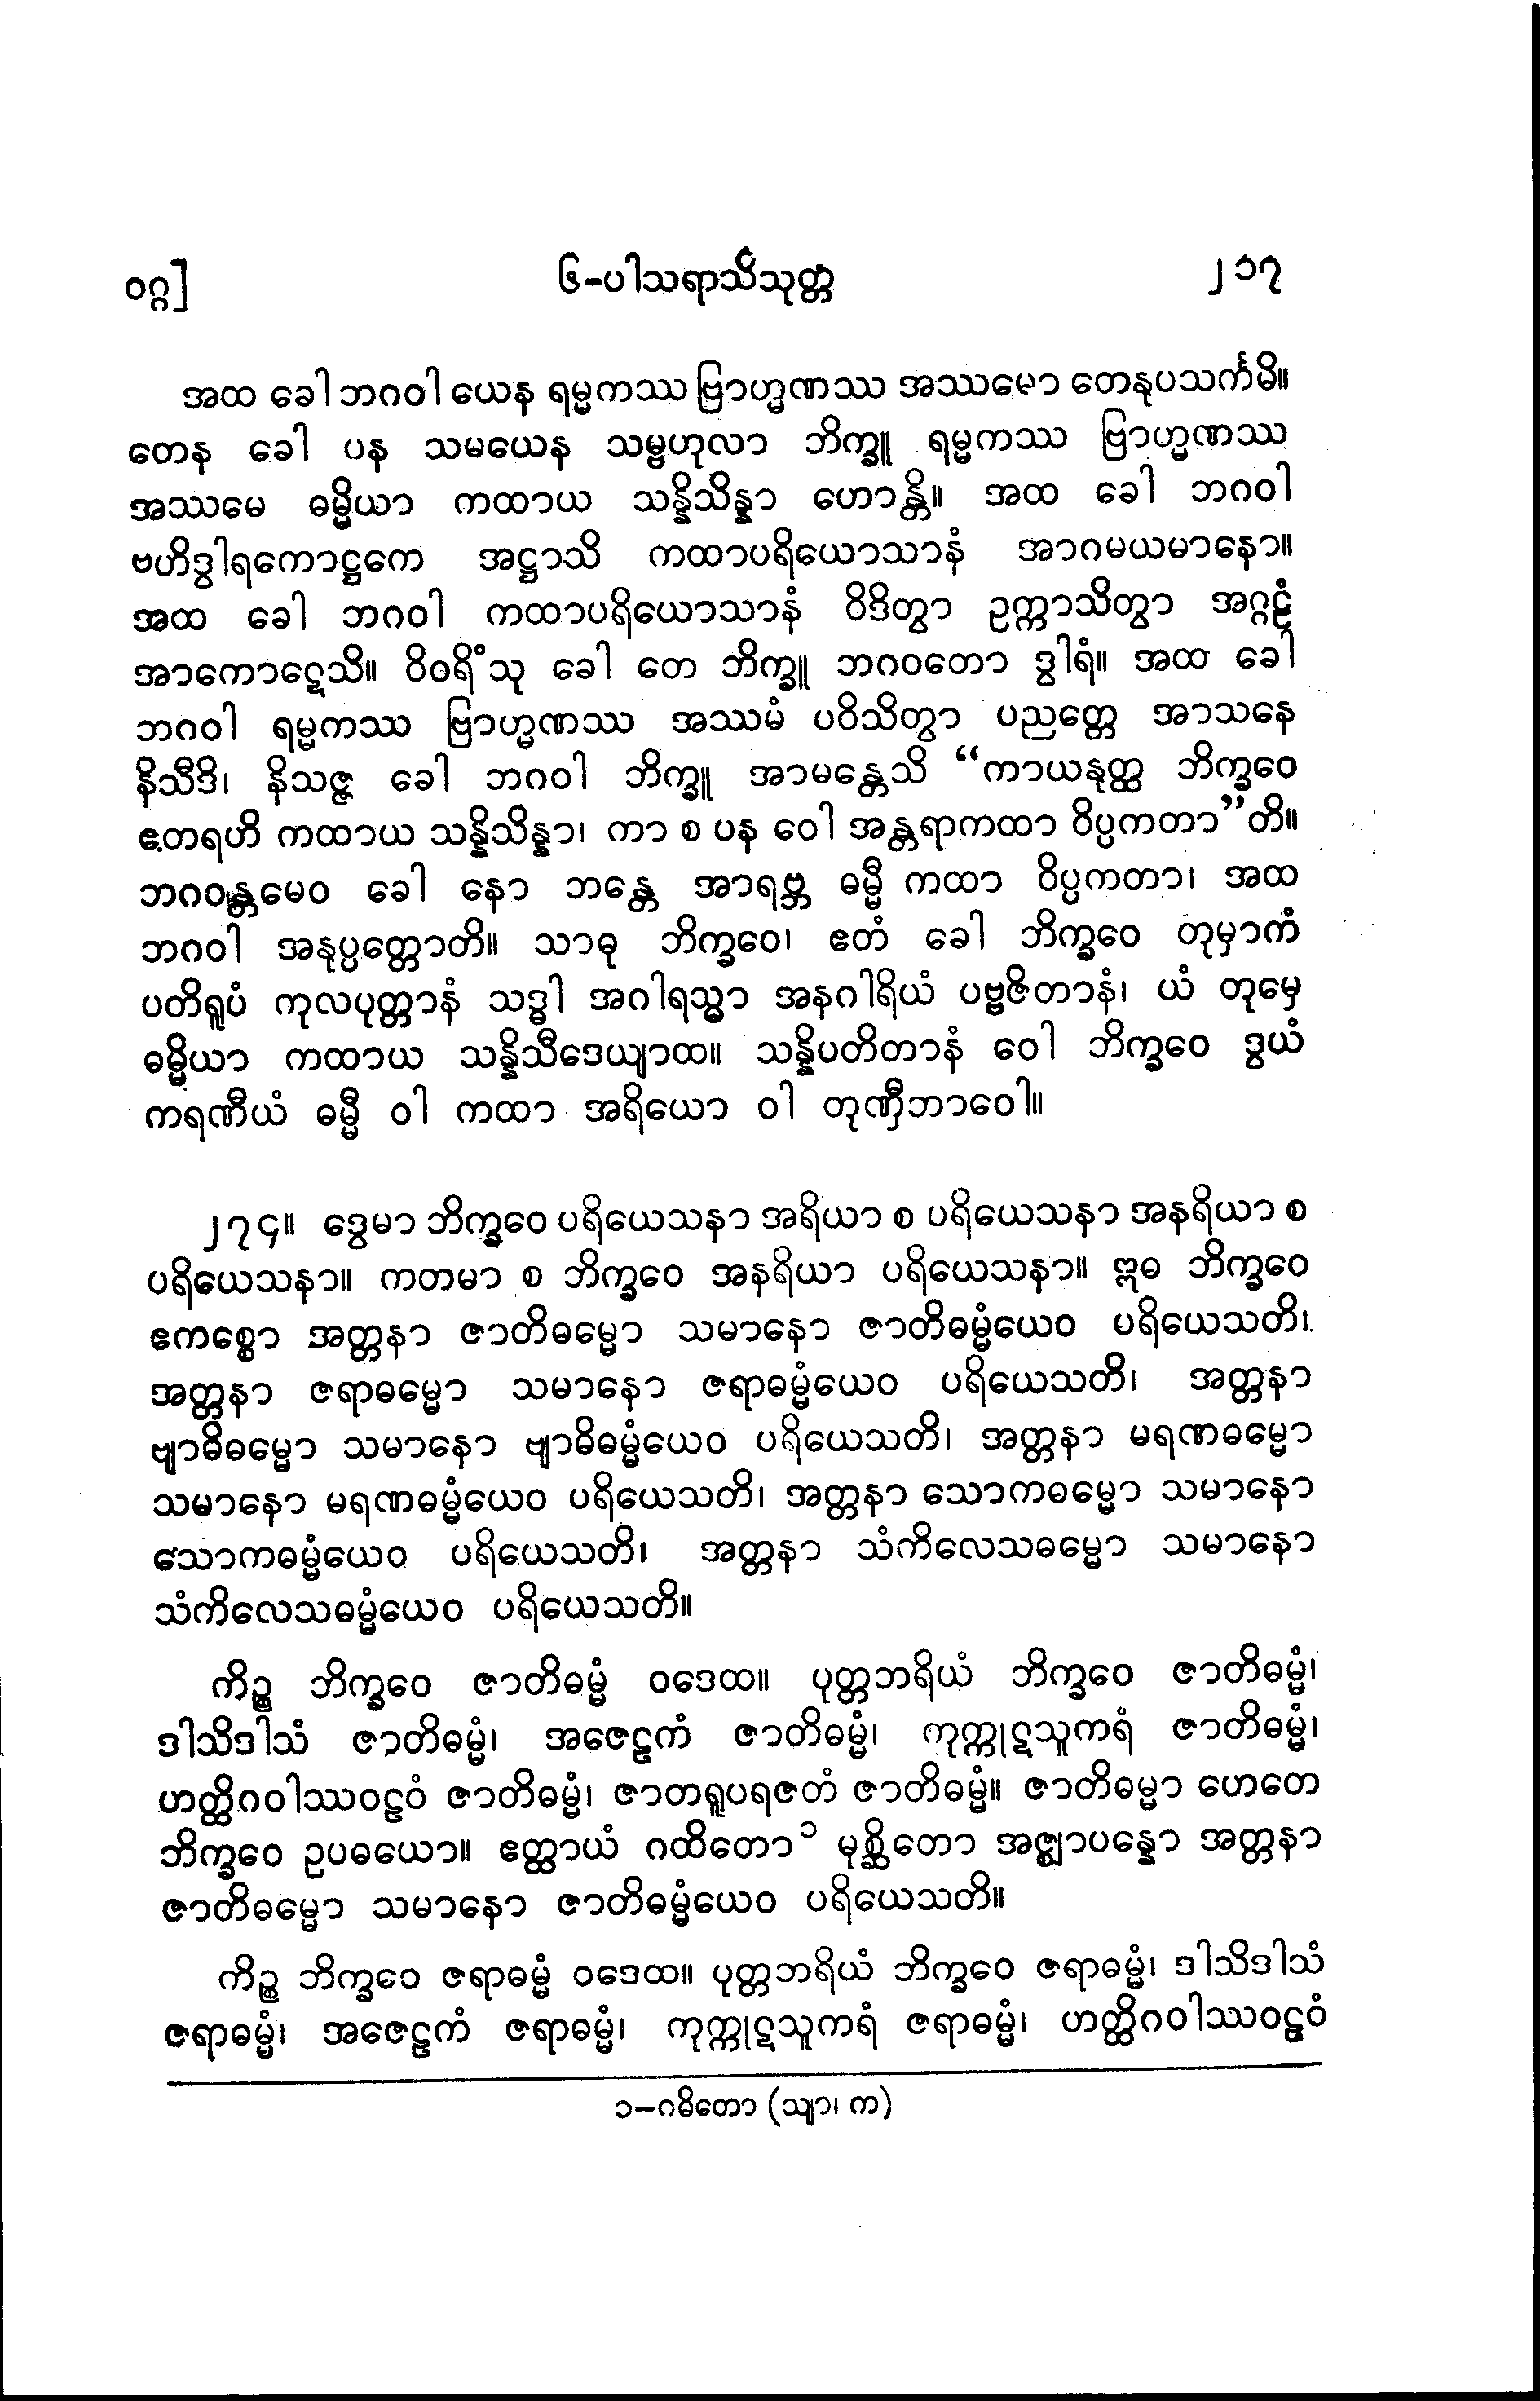 ဝဂ္ဂ]
၆-ပါသရာသိသုတ္တ
၂၁၇
အထ ခေါ ဘဂဝါ ယေန ရမ္မကဿ ဗြာဟ္မဏဿ အဿမော တေနုပသင်္ကမိ။
တေန ခေါ ပန သမယေန သမ္ဗဟုလာ ဘိက္ခူ ရမ္မကဿ ဗြာဟ္မဏဿ
အဿမေ ဓမ္မိယာ ကထာယ သန္နိသိန္နာ ဟောန္တိ။ အထ ခေါ ဘဂဝါ
ဗဟိဒွါရကောဋ္ဌကေ အဋ္ဌာသိ ကထာပရိယောသာနံ အာဂမယမာနော။
အထ ခေါ ဘဂဝါ ကထာပရိယောသာနံ ဝိဒိတွာ ဥက္ကာသိတွာ အဂ္ဂဠံ
အာကောဋေသိ။ ဝိဝရိံသု ခေါ တေ ဘိက္ခူ ဘဂဝတော ဒွါရံ။ အထ ခေါ
ဘဂဝါ ရမ္မကဿ ဗြာဟ္မဏဿ အဿမံ ပဝိသိတွာ ပညတ္တေ အာသနေ
နိသီဒိ၊ နိသဇ္ဇ ခေါ ဘဂဝါ ဘိက္ခူ အာမန္တေသိ “ကာယနုတ္ထ ဘိက္ခဝေ
ဧတရဟိ ကထာယ သန္နိသိန္နာ၊ ကာ စ ပန ဝေါ အန္တရာကထာ ဝိပ္ပကတာ”တိ။
ဘဂဝန္တမေဝ ခေါ နော ဘန္တေ အာရဗ္ဘ ဓမ္မီ ကထာ ဝိပ္ပကတာ၊ အထ
ဘဂဝါ အနုပ္ပတ္တောတိ။ သာဓု ဘိက္ခဝေ၊ ဧတံ ခေါ ဘိက္ခဝေ တုမှာကံ
ပတိရူပံ ကုလပုတ္တာနံ သဒ္ဓါ အဂါရသ္မာ အနဂါရိယံ ပဗ္ဗဇိတာနံ၊ ယံ တုမှေ
ဓမ္မိယာ ကထာယ သန္နိသီဒေယျာထ။ သန္နိပတိတာနံ ဝေါ ဘိက္ခဝေ ဒွယံ
ကရဏီယံ ဓမ္မီ ဝါ ကထာ အရိယော ဝါ တုဏှီဘာဝေါ။
၂၇၄။ ဒွေမာ ဘိက္ခဝေ ပရိယေသနာ အရိယာ စ ပရိယေသနာ အနရိယာ စ
ပရိယေသနာ။ ကတမာ စ ဘိက္ခဝေ အနရိယာ ပရိယေသနာ။ ဣဓ ဘိက္ခဝေ
ဧကစ္စော အတ္တနာ ဇာတိဓမ္မော သမာနော ဇာတိဓမ္မံယေဝ ပရိယေသတိ၊
အတ္တနာ ဇရာဓမ္မော သမာနော ဇရာဓမ္မံယေဝ ပရိယေသတိ၊ အတ္တနာ
ဗျာဓိဓမ္မော သမာနော ဗျာဓိဓမ္မံယေဝ ပရိယေသတိ၊ အတ္တနာ မရဏဓမ္မော
သမာနော မရဏဓမ္မံယေဝ ပရိယေသတိ၊ အတ္တနာ သောကဓမ္မော သမာနော
သောကဓမ္မံယေဝ ပရိယေသတိ၊ အတ္တနာ သံကိလေသဓမ္မော သမာနော
သံကိလေသဓမ္မံယေဝ ပရိယေသတိ။
ကိဉ္စ ဘိက္ခဝေ ဇာတိဓမ္မံ ဝဒေထ။ ပုတ္တဘရိယံ ဘိက္ခဝေ ဇာတိဓမ္မံ၊
ဒါသိဒါသံ ဇာတိဓမ္မံ၊ အဇေဠကံ ဇာတိဓမ္မံ၊ ကုက္ကုဋသူကရံ ဇာတိဓမ္မံ၊
ဟတ္ထိဂဝါဿဝဠဝံ ဇာတိဓမ္မံ၊ ဇာတရူပရဇတံ ဇာတိဓမ္မံ။ ဇာတိဓမ္မာ ဟေတေ
ဘိက္ခဝေ ဥပဓယော။ ဧတ္ထာယံ ဂထိတော၁ မုစ္ဆိတော အဇ္ဈာပန္နော အတ္တနာ
ဇာတိဓမ္မော သမာနော ဇာတိဓမ္မံယေဝ ပရိယေသတိ။
ကိဉ္စ ဘိက္ခဝေ ဇရာဓမ္မံ ဝဒေထ။ ပုတ္တဘရိယံ ဘိက္ခဝေ ဇရာဓမ္မံ၊ ဒါသိဒါသံ
ဇရာဓမ္မံ၊ အဇေဠကံ ဇရာဓမ္မံ၊ ကုက္ကုဋသူကရံ ဇရာဓမ္မံ၊ ဟတ္ထိဂဝါဿဝဠဝံ
၁-ဂဓိတော (သျာ၊ က)